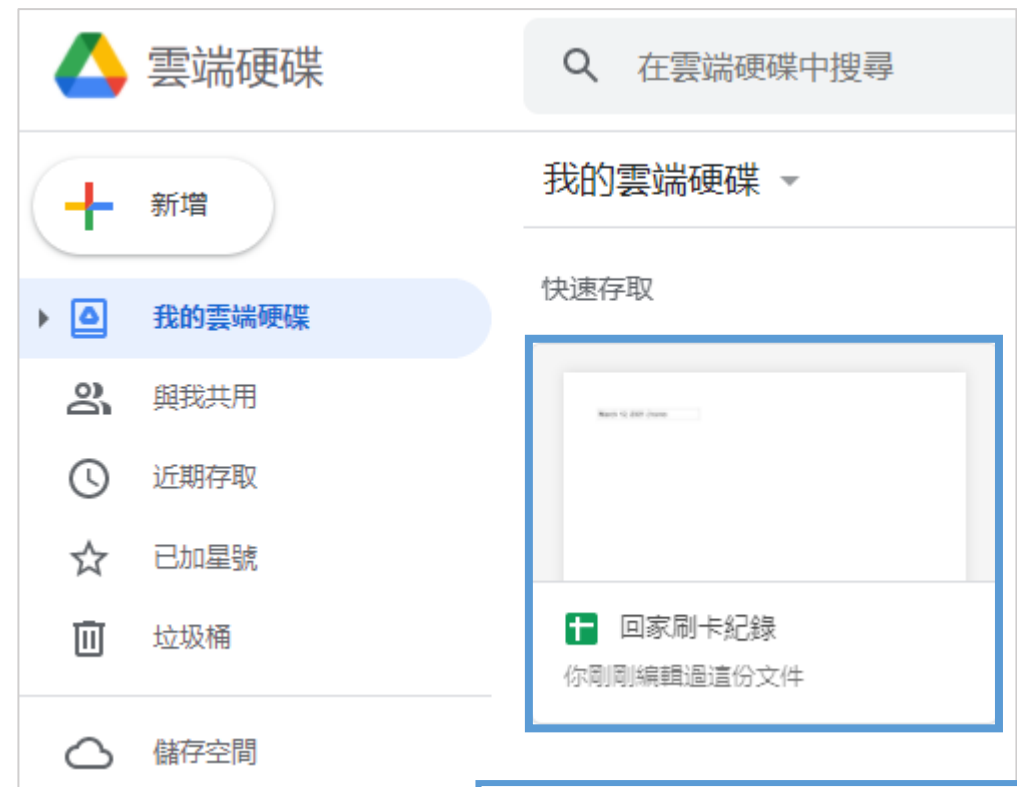 雲端硬碟
在雲端硬碟中搜尋
新增
我的雲端硬碟
與我共用
近期存取
已加星號
垃圾桶
儲存空間
我的雲端硬碟
快速存取
回家刷卡紀錄
你剛剛編輯過這份文件